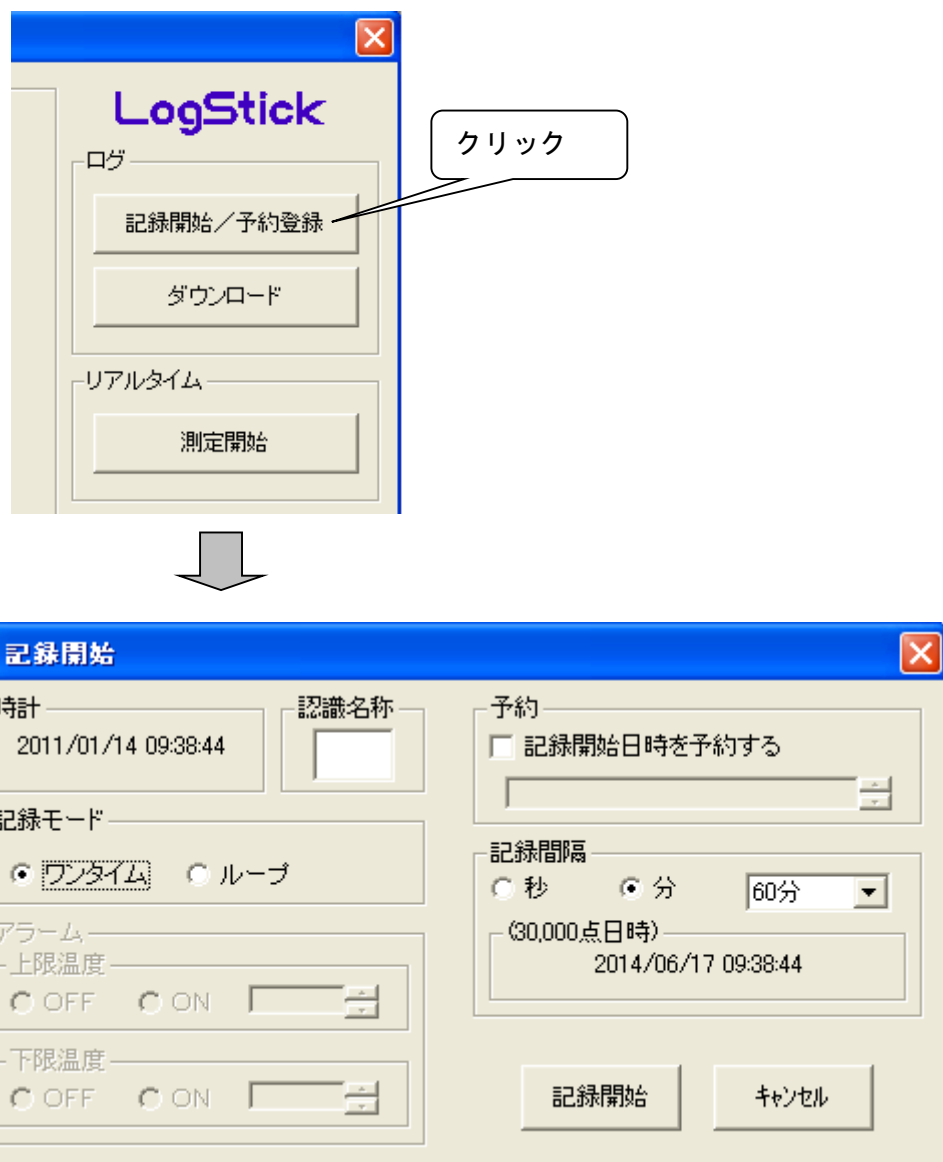 LogStick
クリック
ログ
記録開始／予約登録
ダウンロード
リアルタイム
測定開始
記録開始
時計
2011/01/14 09:38:44
認識名称
予約
記録開始日時を予約する
記録モード
ワンタイム ループ
記録間隔
秒 分 60分
(30,000点日時)
2014/06/17 09:38:44
アラーム
上限温度
OFF ON
下限温度
OFF ON
記録開始 キャンセル